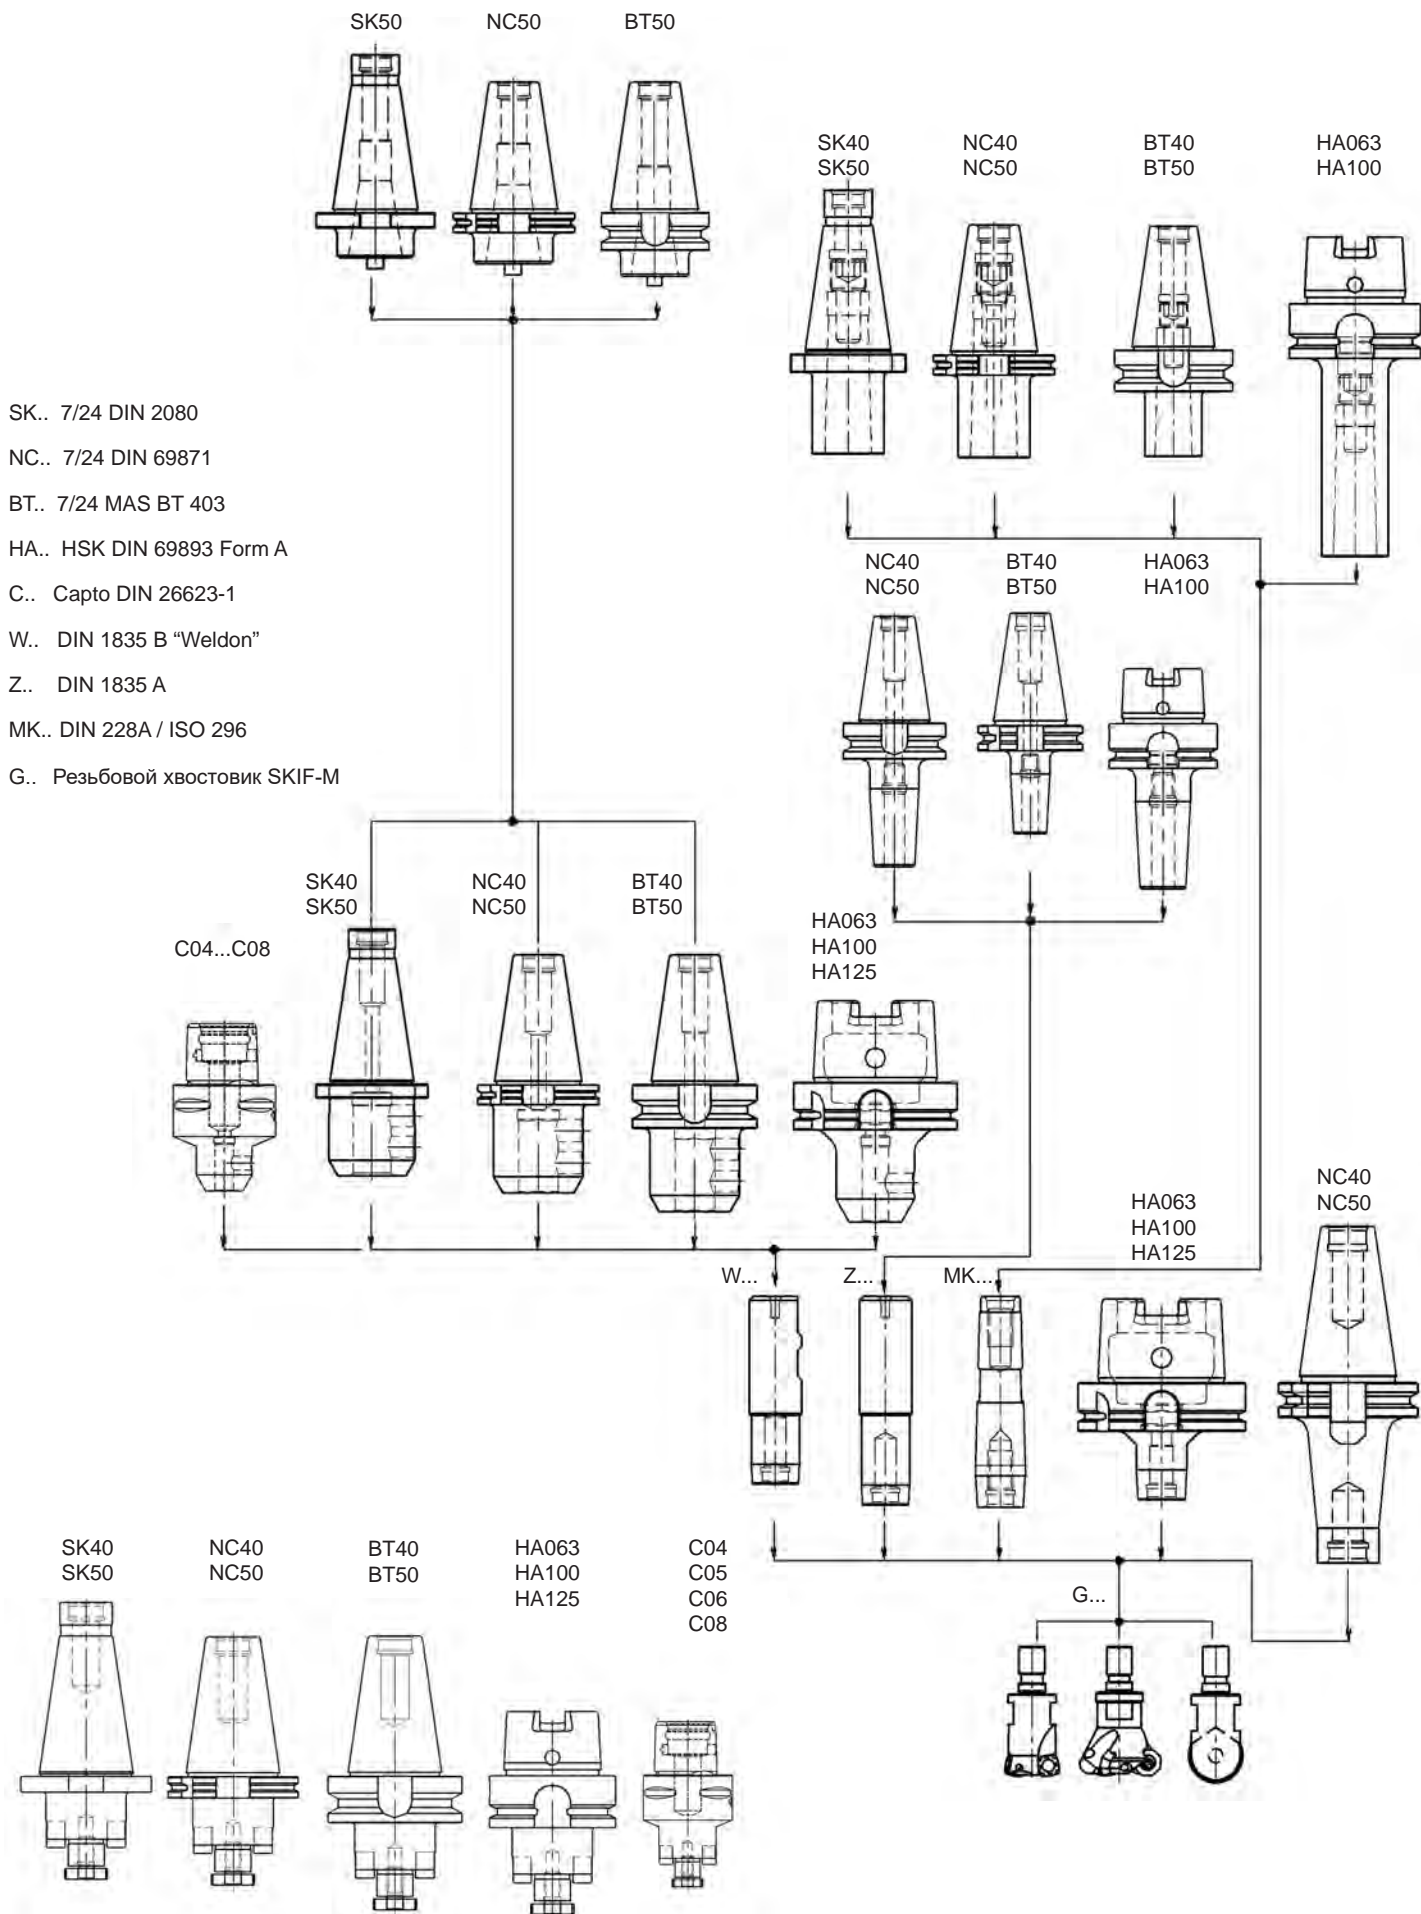 SK50
NC50
BT50
SK40
SK50
NC40
NC50
BT40
BT50
HA063
HA100
SK.. 7/24 DIN 2080
NC.. 7/24 DIN 69871
BT.. 7/24 MAS BT 403
HA.. HSK DIN 69893 Form A
C.. Capto DIN 26623-1
W.. DIN 1835 B “Weldon”
Z.. DIN 1835 A
MK.. DIN 228A / ISO 296
G.. Резьбовой хвостовик SKIF-M
NC40
NC50
BT40
BT50
HA063
HA100
C04...C08
SK40
SK50
NC40
NC50
BT40
BT50
HA063
HA100
HA125
W...
Z...
MK...
HA063
HA100
HA125
NC40
NC50
SK40
SK50
NC40
NC50
BT40
BT50
HA063
HA100
HA125
C04
C05
C06
C08
G...